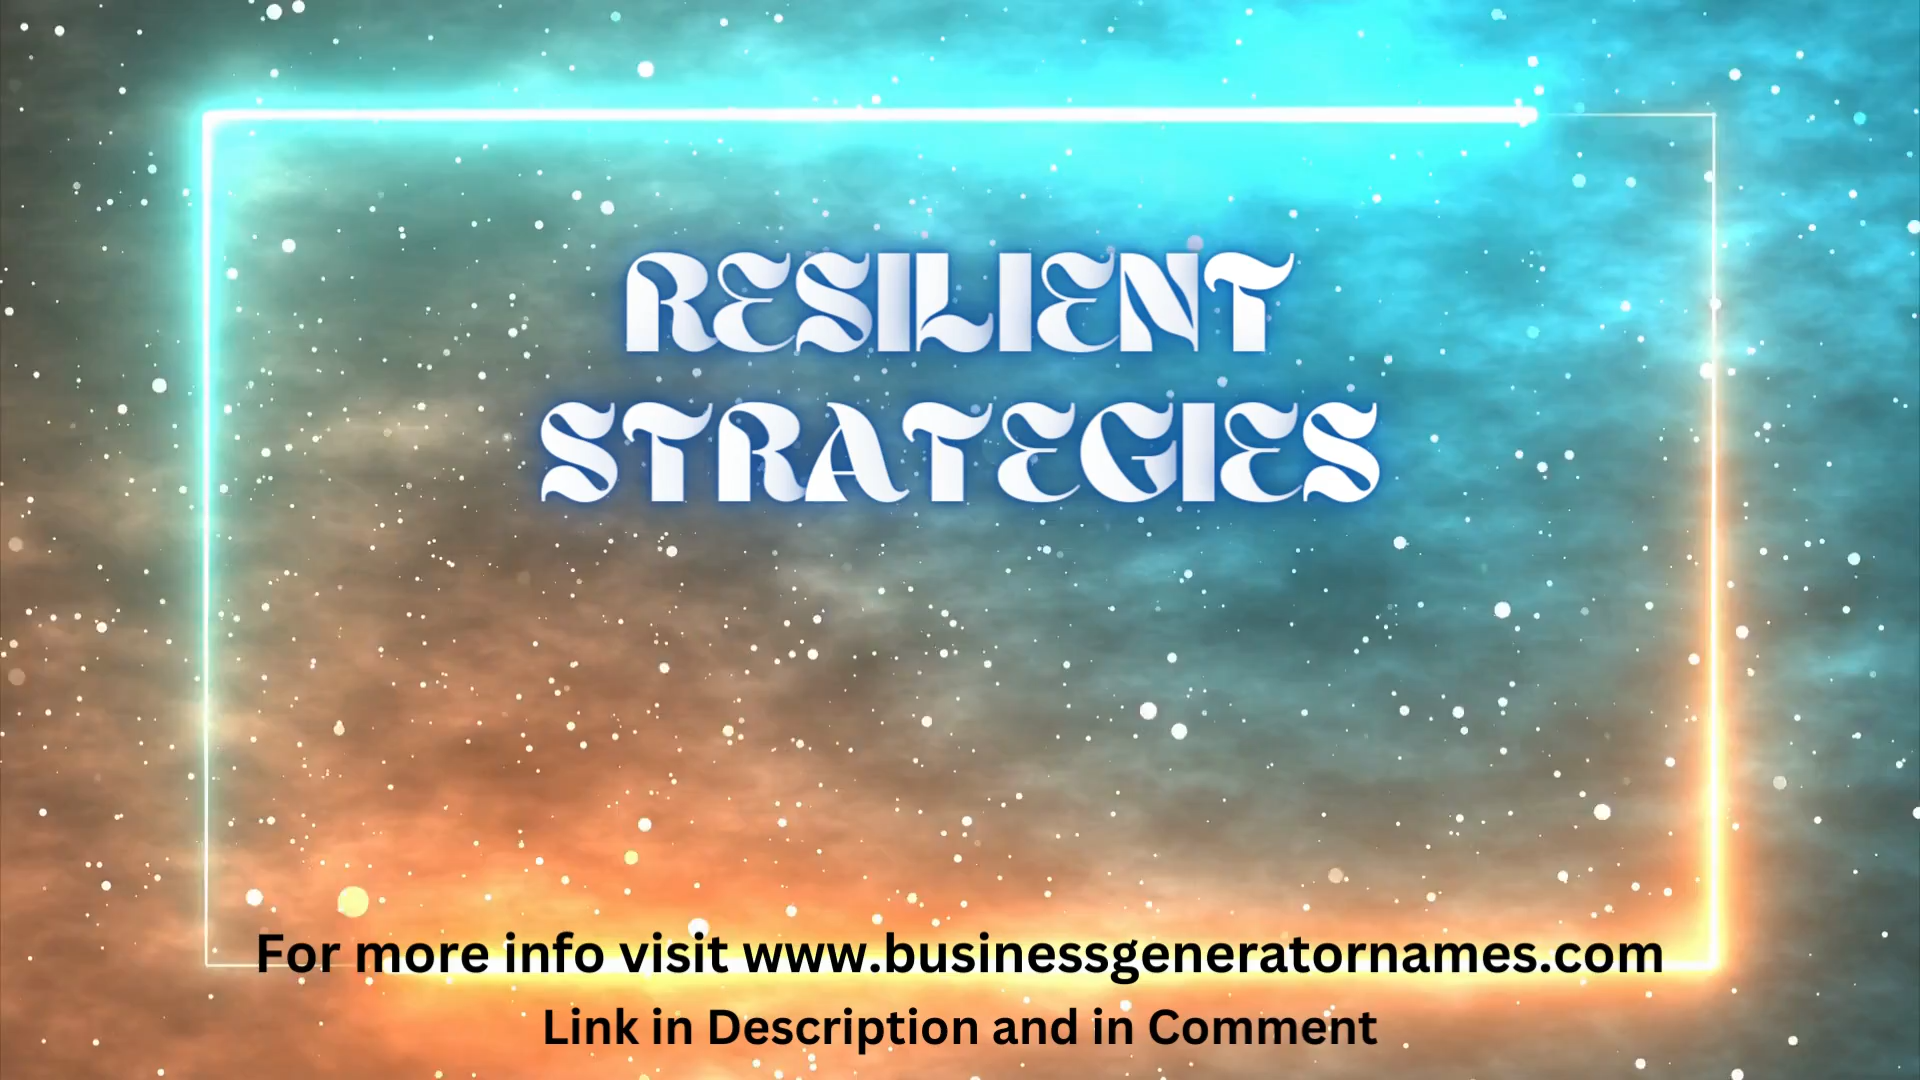 RESILIENT
STRATEGIES
For more info visit www.businessgeneratornames.com
Link in Description and in Comment